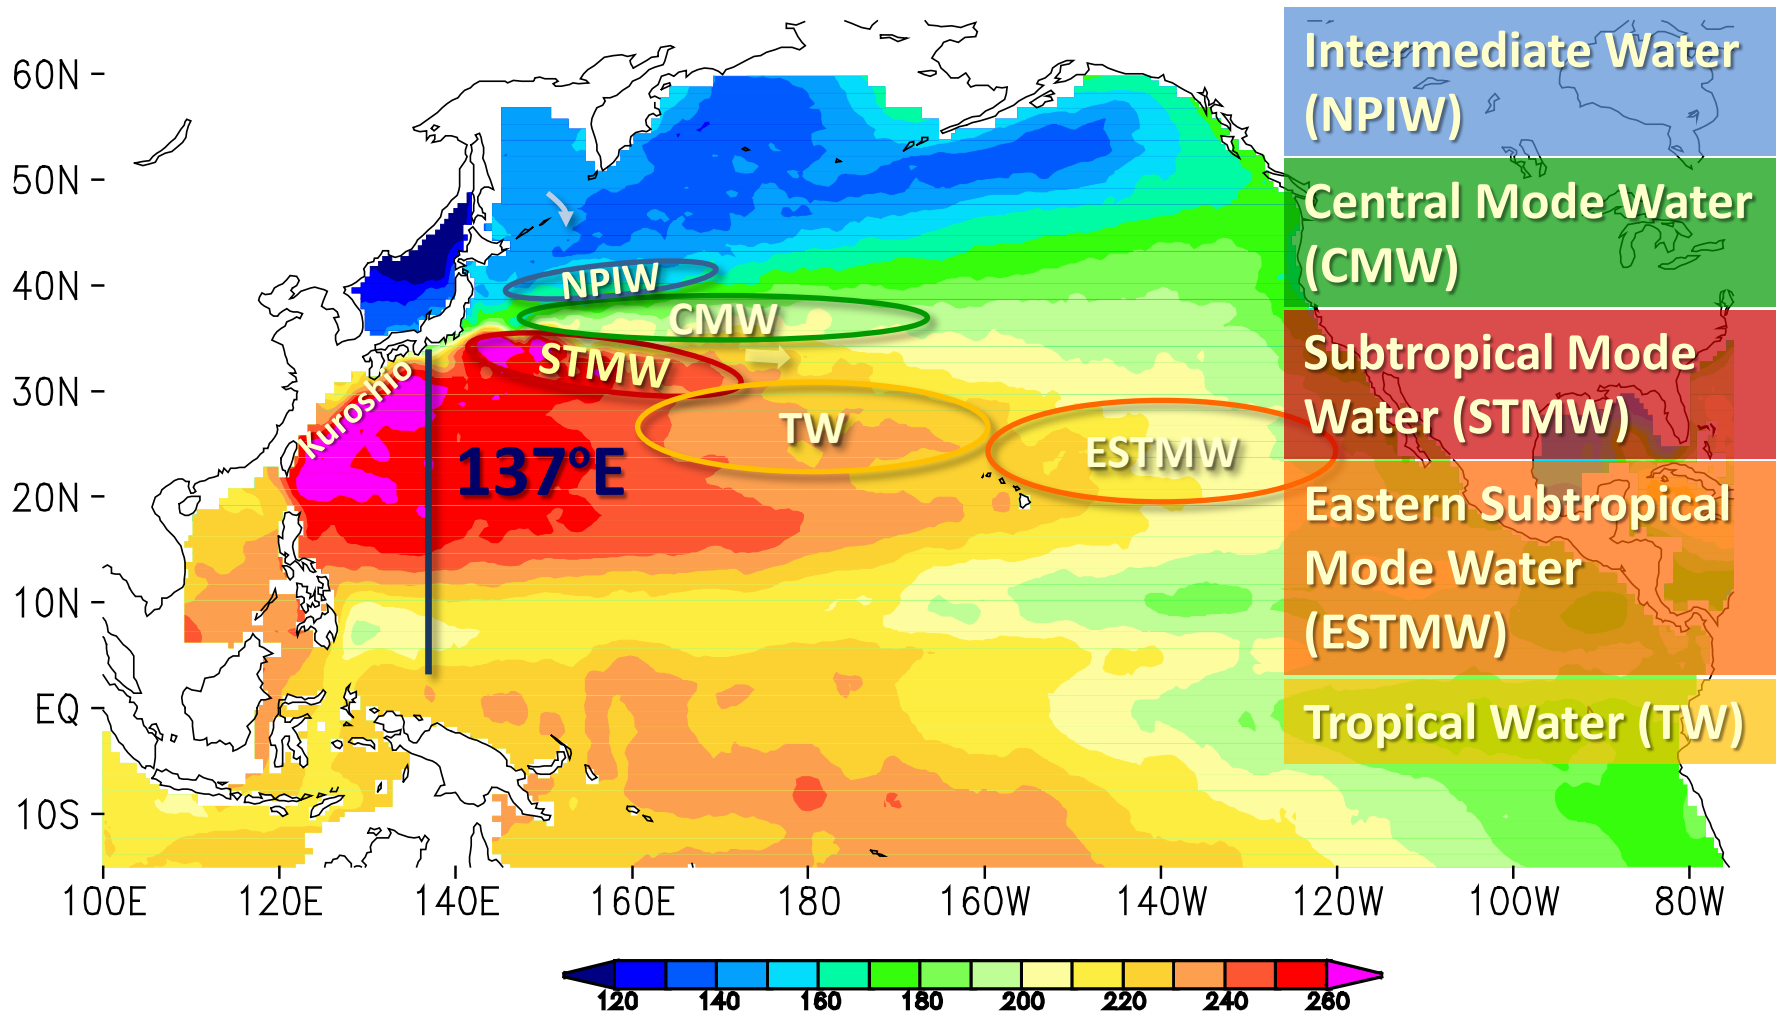 Intermediate Water
(NPIW)
Central Mode Water
(CMW)
Subtropical Mode
Water (STMW)
Eastern Subtropical
Mode Water
(ESTMW)
Tropical Water (TW)
60N
50N
40N
30N
20N
10N
EQ
10S
NPIW
CMW
STMW
Kuroshio
TW
ESTMW
137°E
100E 120E 140E 160E 180 160W 140W 120W 100W 80W
120 140 160 180 200 220 240 260